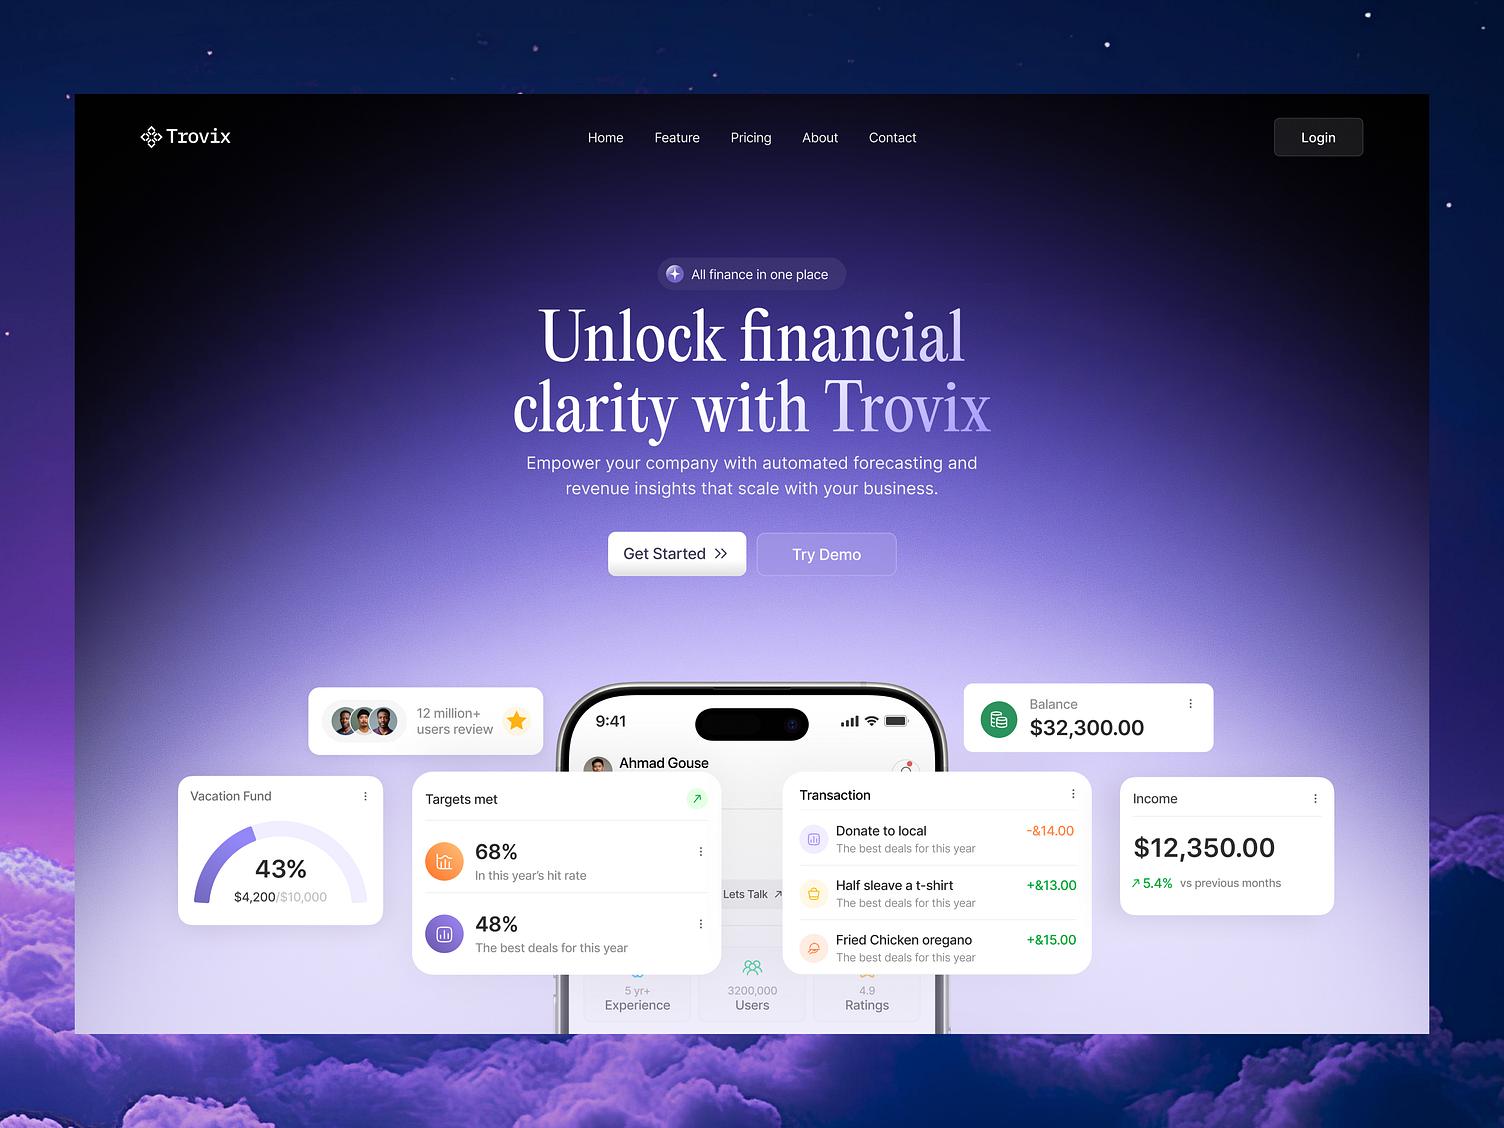 Trovix
Home
Feature
Pricing
About
Contact
Login
All finance in one place
Unlock financial
clarity with Trovix
Empower your company with automated forecasting and
revenue insights that scale with your business.
Get Started
Try Demo
12 million+
users review
9:41
Ahmad Gouse
Balance
$32,300.00
Vacation Fund
43%
$4,200/$10,000
Targets met
68%
In this year's hit rate
48%
The best deals for this year
Lets Talk
Transaction
Donate to local
-&14.00
The best deals for this year
Half sleave a t-shirt
+&13.00
The best deals for this year
Fried Chicken oregano
+&15.00
The best deals for this year
Income
$12,350.00
5.4% vs previous months
5 yr+
Experience
3200,000
Users
4.9
Ratings